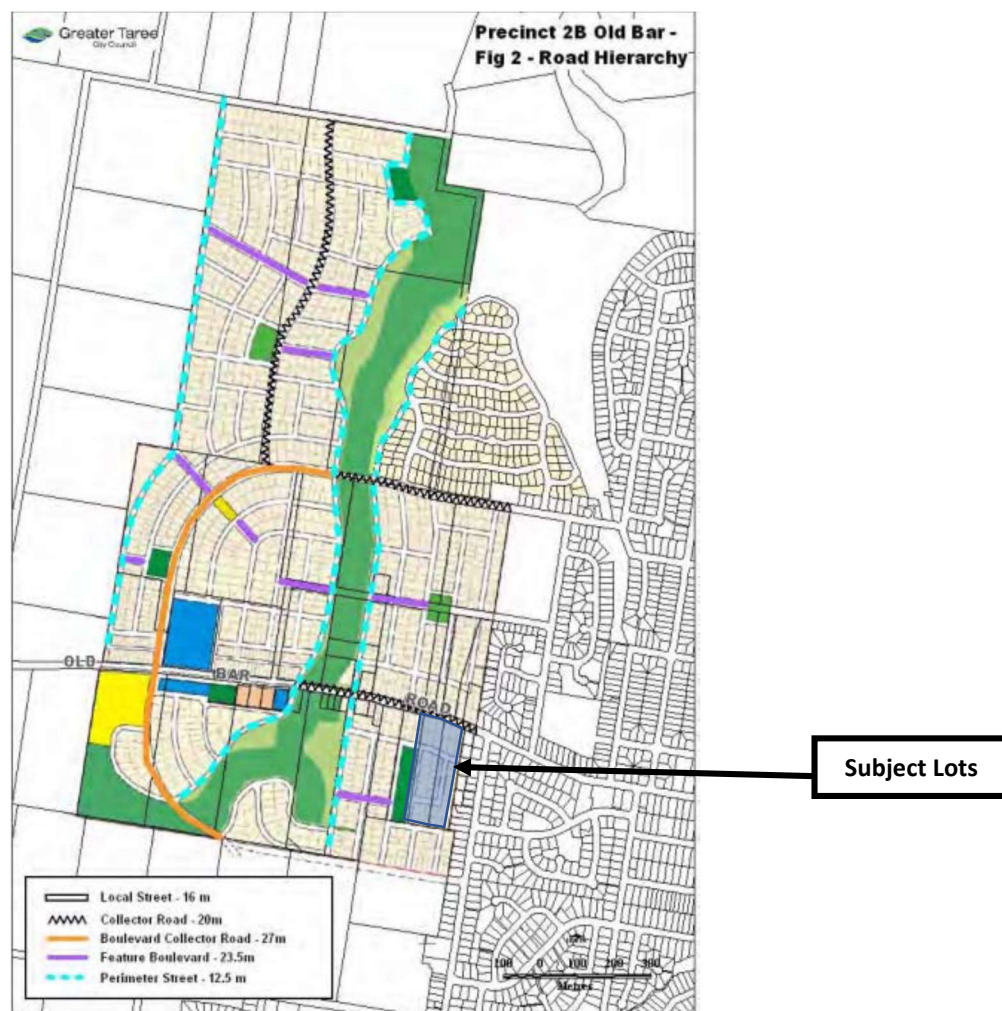 Greater Taree
City Council
Precinct 2B Old Bar -
Fig 2 - Road Hierarchy
OLD BAR ROAD
Subject Lots
Local Street - 16 m
Collector Road - 20m
Boulevard Collector Road - 27m
Feature Boulevard - 23.5m
Perimeter Street - 12.5 m
100 0 100 200 300
Metres